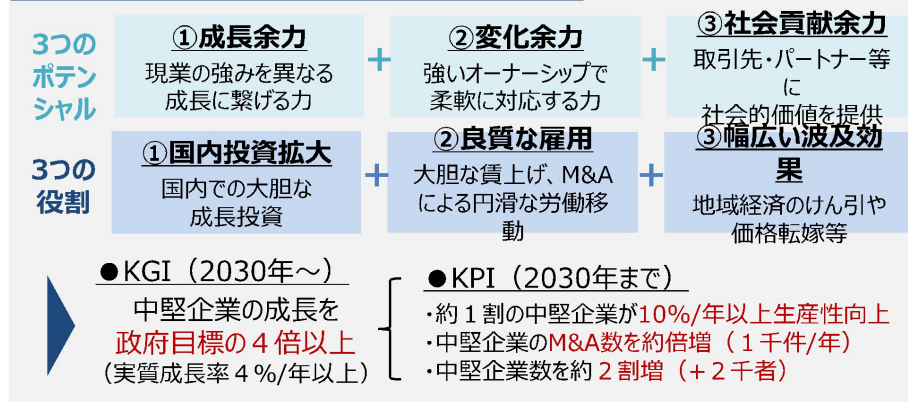 3つの
ポテン
シャル
①成長余力
現業の強みを異なる
成長に繋げる力
+
②変化余力
強いオーナーシップで
柔軟に対応する力
+
③社会貢献余力
取引先・パートナー等
に
社会的価値を提供
3つの
役割
①国内投資拡大
国内での大胆な
成長投資
+
②良質な雇用
大胆な賃上げ、M&A
による円滑な労働移
動
+
③幅広い波及効
果
地域経済のけん引や
価格転嫁等
●KGI（2030年～）
中堅企業の成長を
政府目標の４倍以上
（実質成長率４%/年以上）
●KPI（2030年まで）
・約１割の中堅企業が10%/年以上生産性向上
・中堅企業のM&A数を約倍増（１千件/年）
・中堅企業数を約２割増（+２千者）